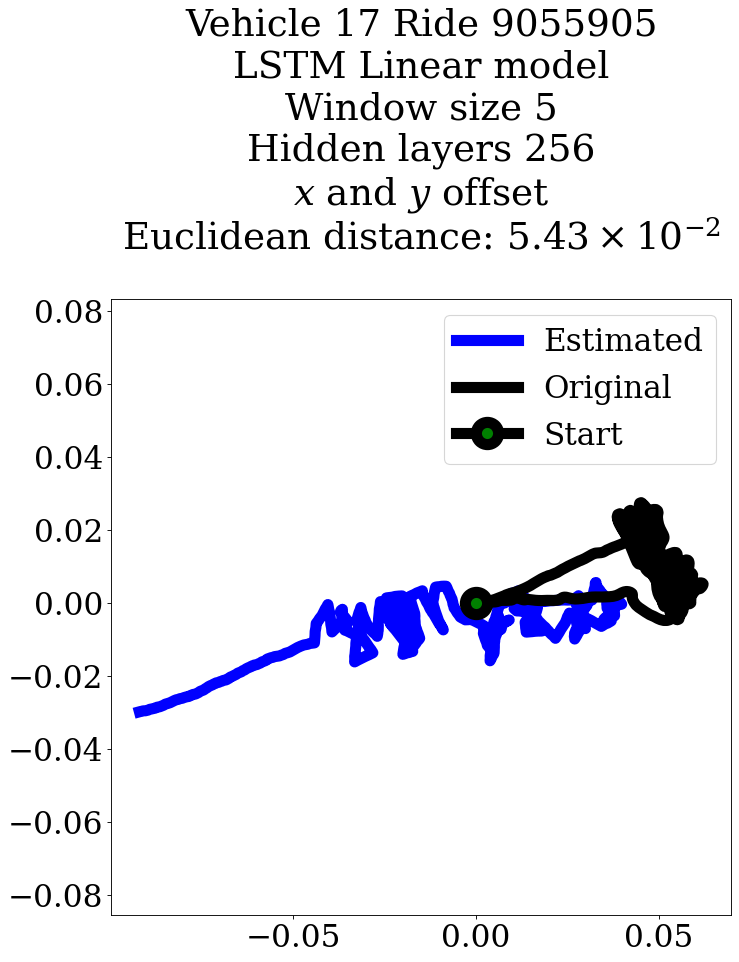 Vehicle 17 Ride 9055905
LSTM Linear model
Window size 5
Hidden layers 256
x and y offset
Euclidean distance: 5.43 × 10⁻²
0.08
0.06
0.04
0.02
0.00
−0.02
−0.04
−0.06
−0.08
Estimated
Original
Start
−0.05
0.00
0.05